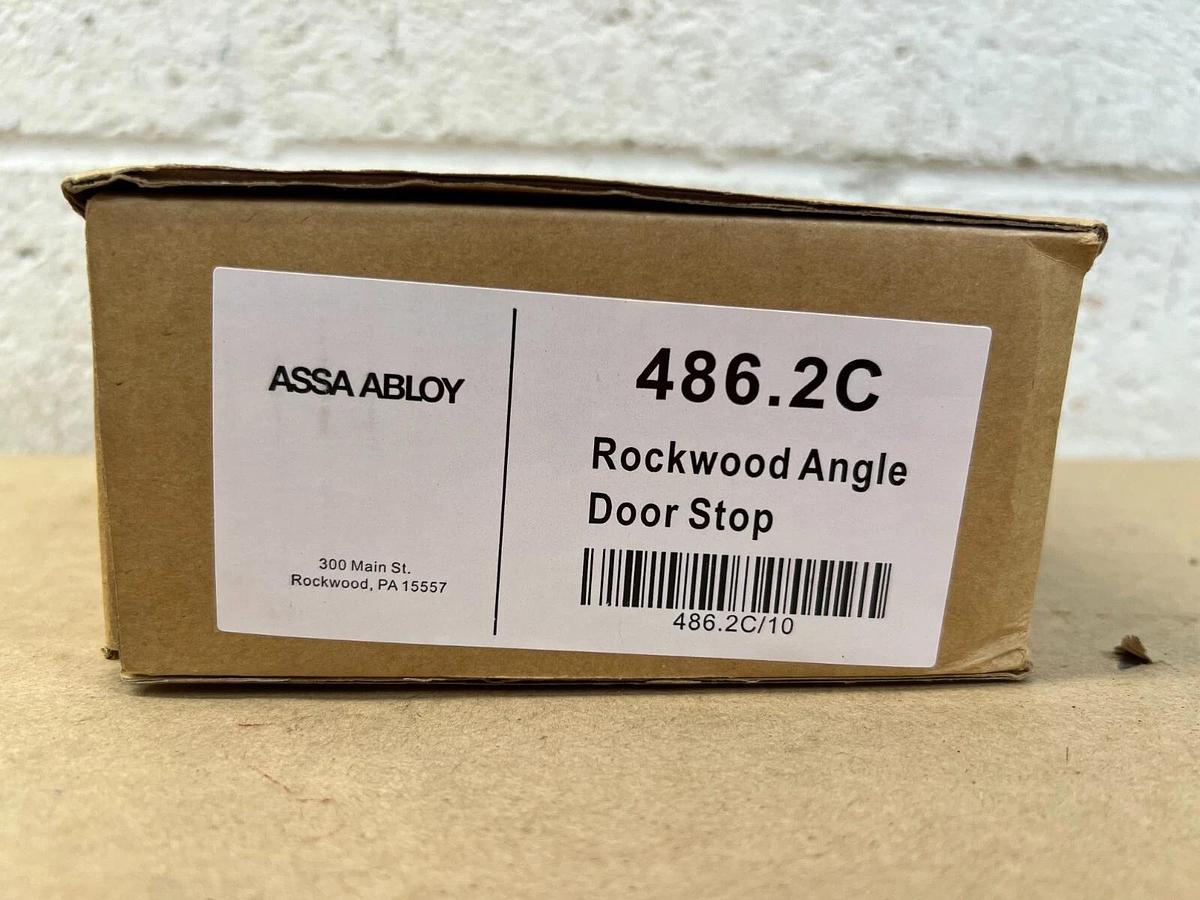 ASSA ABLOY
300 Main St.
Rockwood, PA 15557
486.2C
Rockwood Angle
Door Stop
486.2C/10